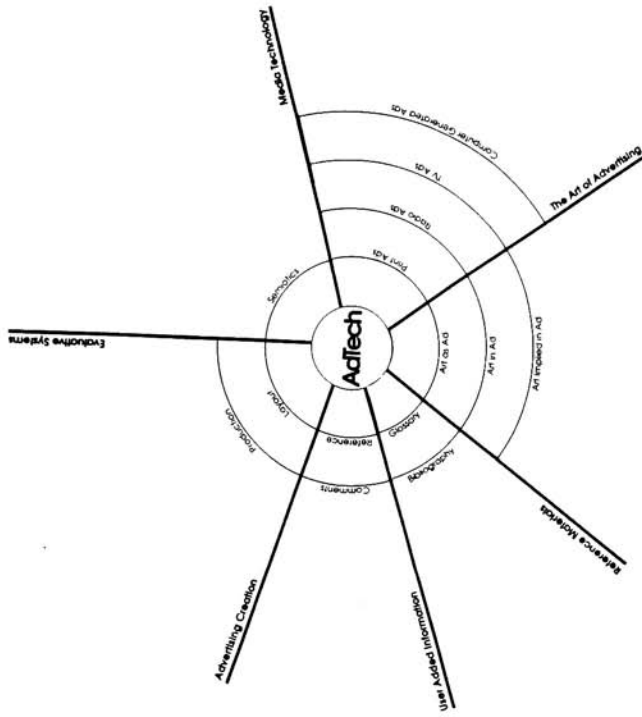 AdTech
Media Technology
Print Ads
Radio Ads
TV Ads
Computer Generated Ads
The Art of Advertising
Art as Ad
Art in Ad
Art Implied in Ad
Reference Materials
Glossary
Bibliography
User Added Information
Reference
Comments
Advertising Creation
Layout
Production
Evaluative Systems
Semiotics